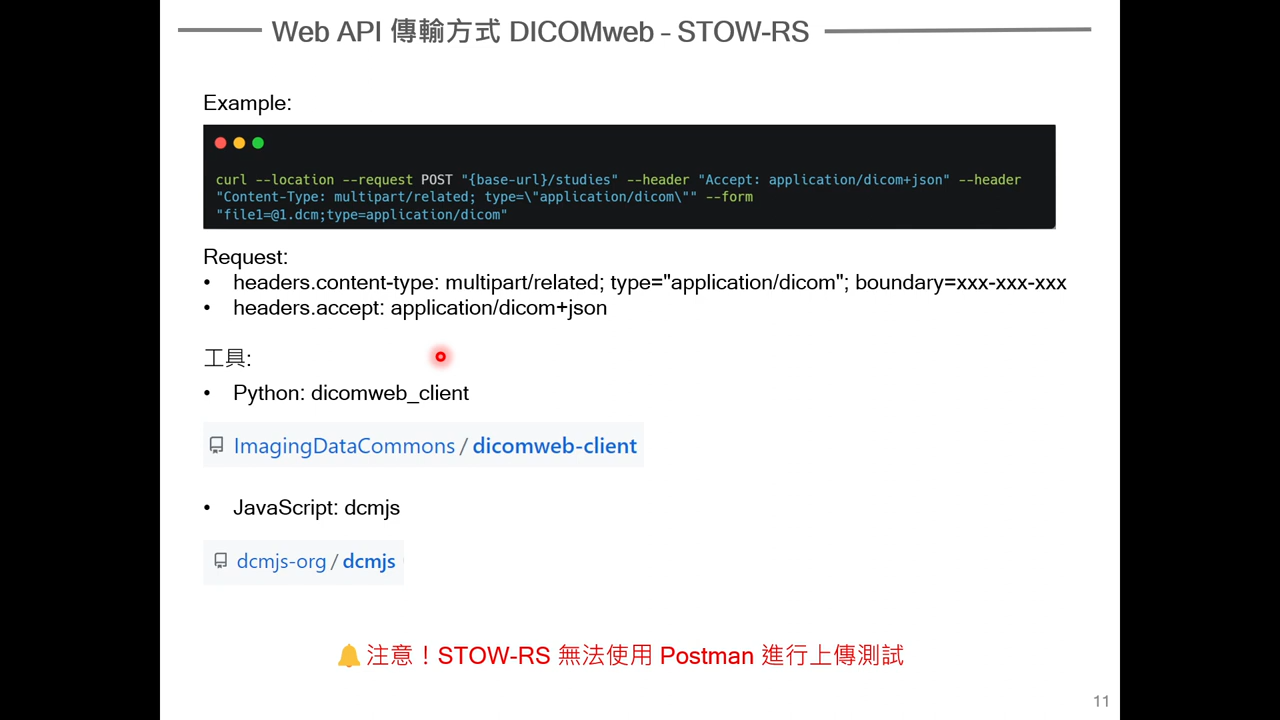 Web API 傳輸方式 DICOMweb – STOW-RS
Example:
curl --location --request POST "{base-url}/studies" --header "Accept: application/dicom+json" --header
"Content-Type: multipart/related; type=\"application/dicom\"" --form
"file1=@1.dcm;type=application/dicom"
Request:
• headers.content-type: multipart/related; type="application/dicom"; boundary=xxx-xxx-xxx
• headers.accept: application/dicom+json
工具:
• Python: dicomweb_client
ImagingDataCommons / dicomweb-client
• JavaScript: dcmjs
dcmjs-org / dcmjs
🔔注意！STOW-RS 無法使用 Postman 進行上傳測試
11